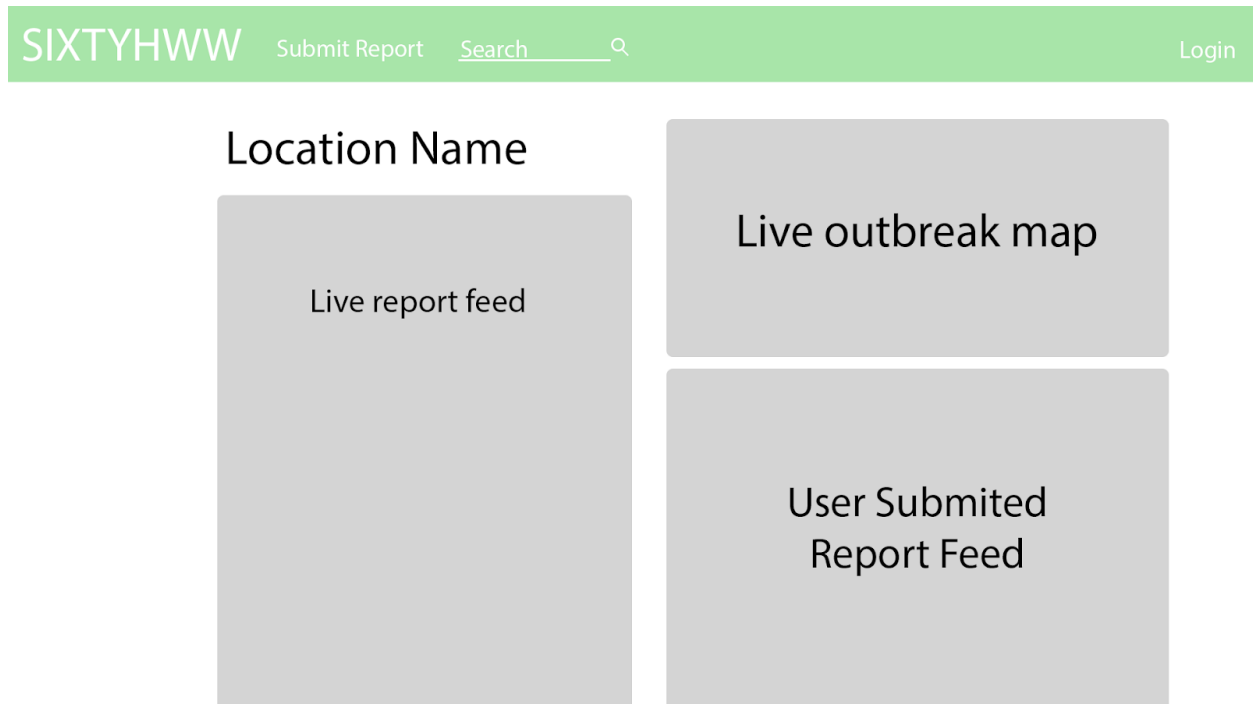 SIXTYHWW
Submit Report
Search
Login
Location Name
Live report feed
Live outbreak map
User Submited
Report Feed